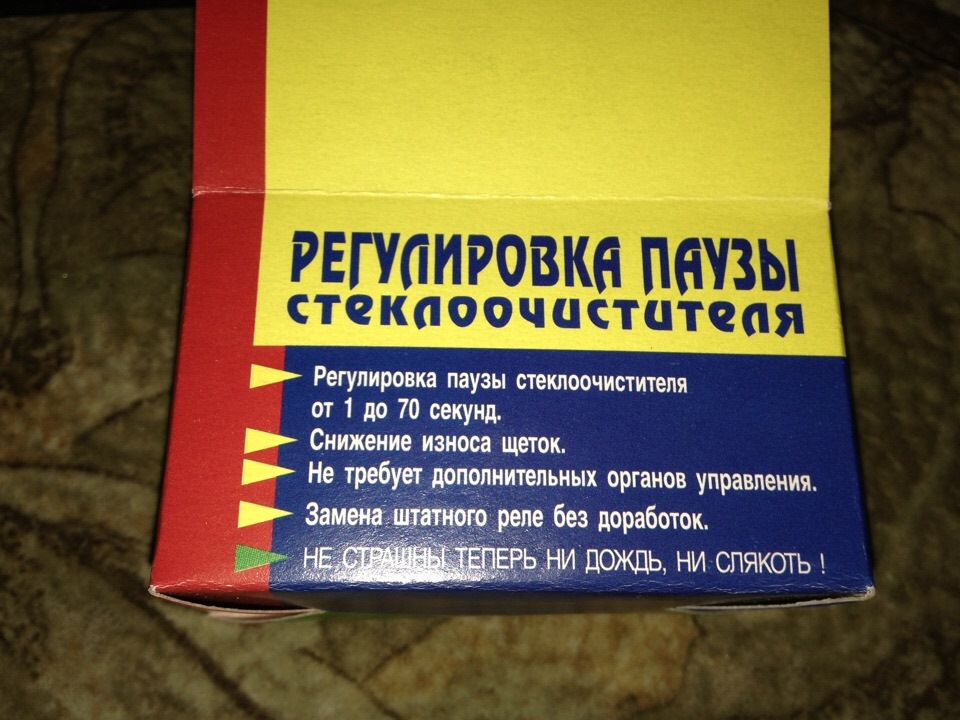 РЕГУЛИРОВКА ПАУЗЫ
стеклоочистителя
Регулировка паузы стеклоочистителя
от 1 до 70 секунд.
Снижение износа щеток.
Не требует дополнительных органов управления.
Замена штатного реле без доработок.
НЕ СТРАШНЫ ТЕПЕРЬ НИ ДОЖДЬ, НИ СЛЯКОТЬ !